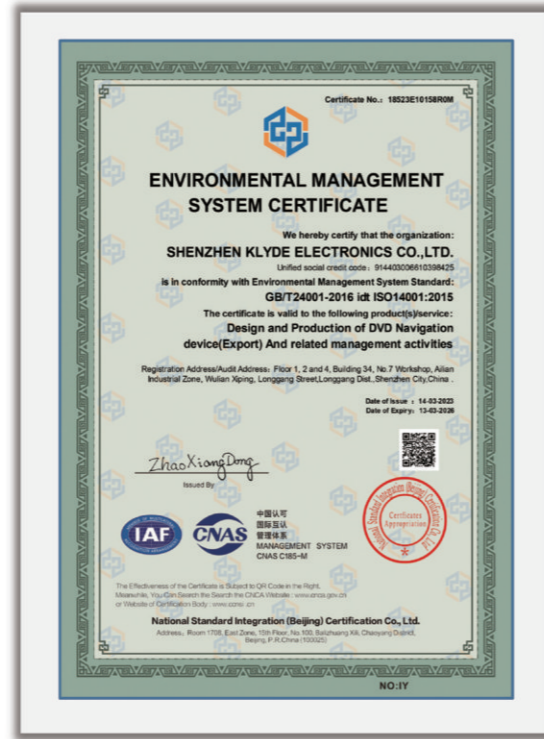 Certificate No.: 18523E10158R0M
ENVIRONMENTAL MANAGEMENT
SYSTEM CERTIFICATE
We hereby certify that the organization:
SHENZHEN KLYDE ELECTRONICS CO.,LTD.
Unified social credit code: 914403006610398425
is in conformity with Environmental Management System Standard:
GB/T24001-2016 idt ISO14001:2015
The certificate is valid to the following product(s)/service:
Design and Production of DVD Navigation
device(Export) And related management activities
Registration Address/Audit Address: Floor 1, 2 and 4, Building 34, No.7 Workshop, Ailian
Industrial Zone, Wulian Xiping, Longgang Street,Longgang Dist.,Shenzhen City,China .
Date of Issue : 14-03-2023
Date of Expiry: 13-03-2026
ZhaoXiangDong
Issued By
IAF
CNAS
中国认可
国际互认
管理体系
MANAGEMENT SYSTEM
CNAS C185-M
National Standard Integration (Beijing) Certification Co., Ltd
Certificates
Appropriation
The Effectiveness of the Certificate is Subject to QR Code in the Right.
Meanwhile, You Can Search the Search the CNCA Website : www.cnca.gov.cn
or Website of Certification Body : www.ccnsi .cn
National Standard Integration (Beijing) Certification Co., Ltd.
Address, Room 1708, East Zone, 15th Floor, No.100, Balizhuang Xili, Chaoyang District,
Beijing, P.R.China (100025)
NO:IY